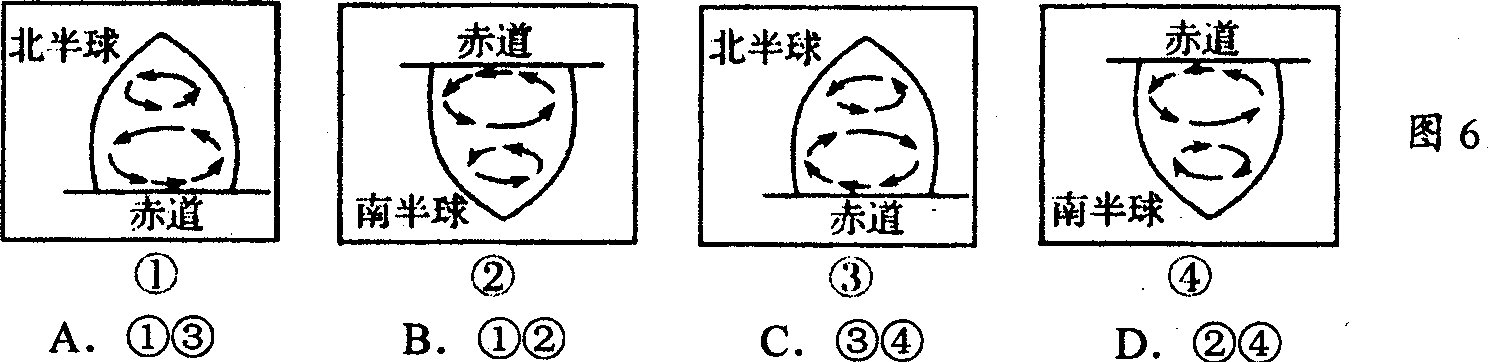 北半球
赤道
①
赤道
南半球
②
北半球
赤道
③
赤道
南半球
④
图 6
A. ①③ B. ①② C. ③④ D. ②④